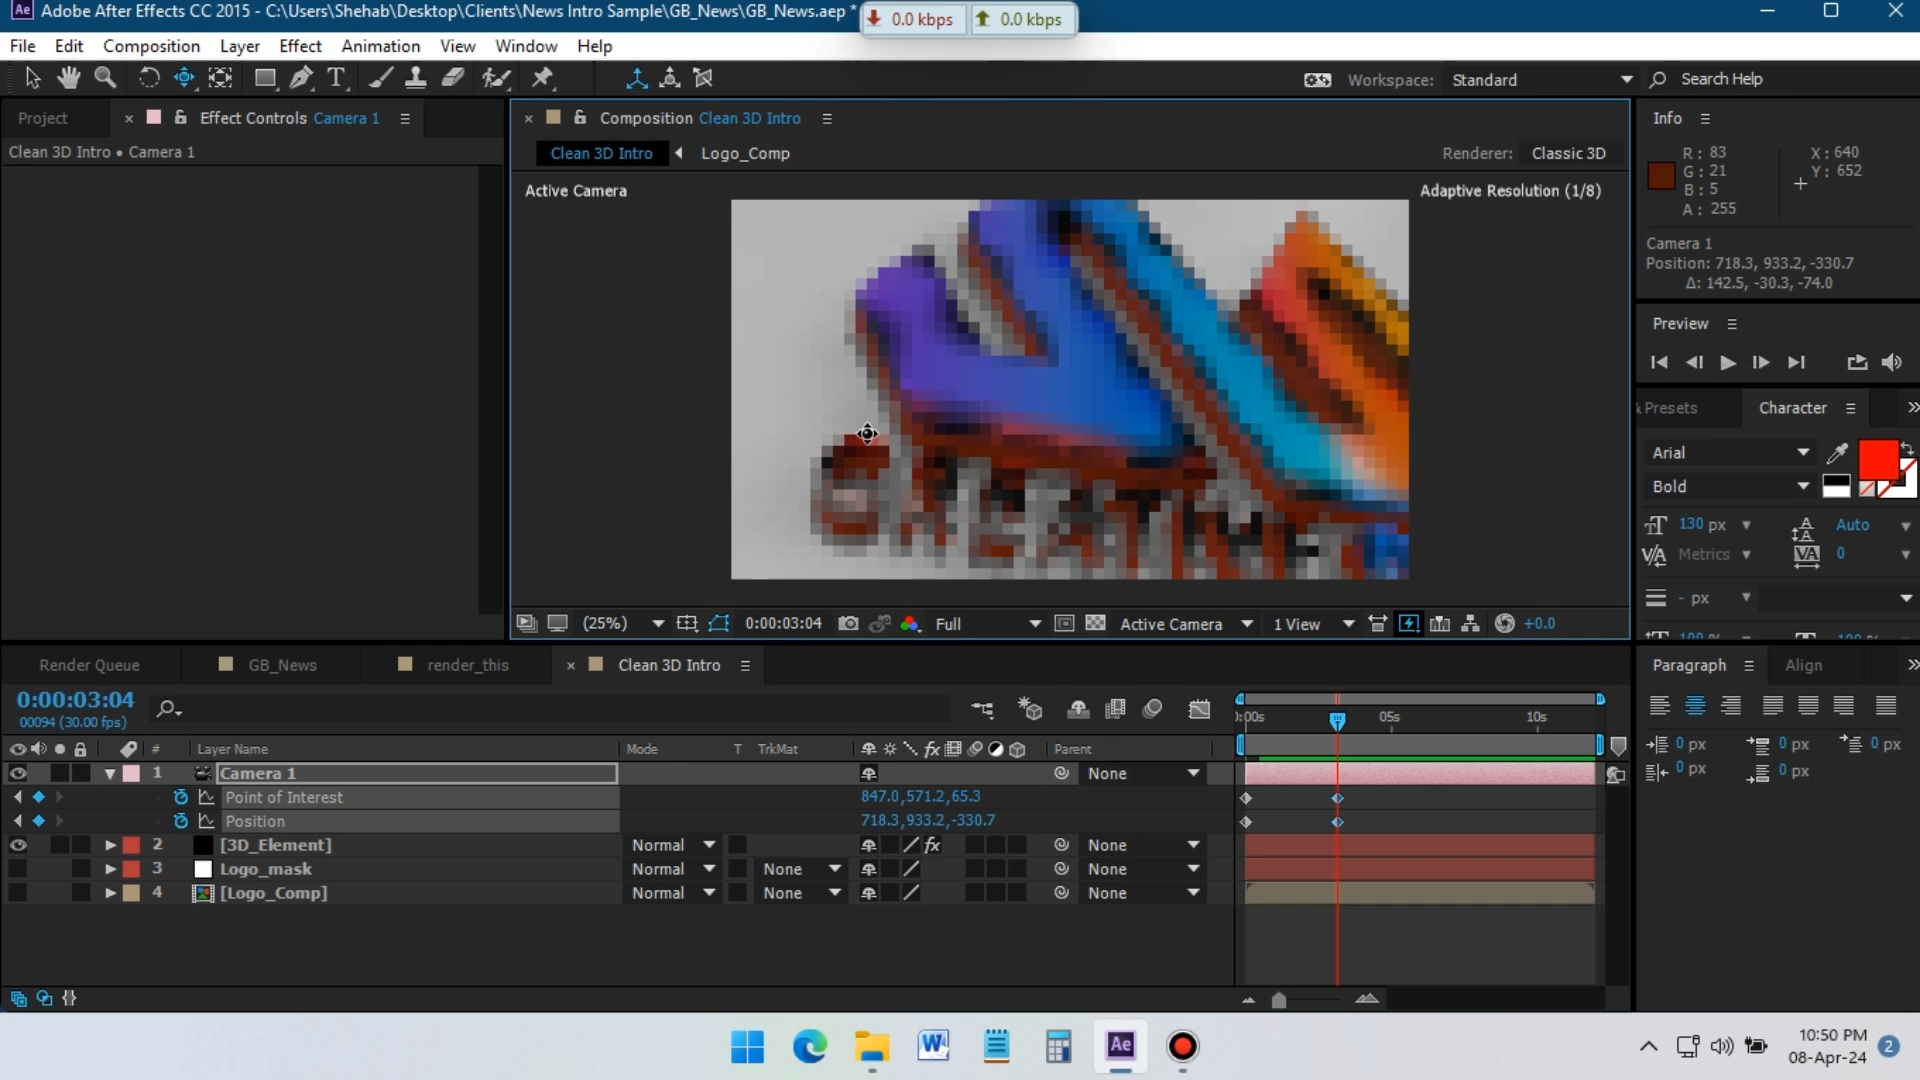 Adobe After Effects CC 2015 - C:\Users\Shehab\Desktop\Clients\News Intro Sample\GB_News\GB_News.aep *
0.0 kbps
0.0 kbps
File Edit Composition Layer Effect Animation View Window Help
Workspace: Standard
Search Help
Project
Effect Controls Camera 1
Composition Clean 3D Intro
Info
Clean 3D Intro • Camera 1
Clean 3D Intro
Logo_Comp
Renderer: Classic 3D
R: 83
G: 21
B: 5
A: 255
X: 640
Y: 652
Active Camera
Adaptive Resolution (1/8)
Camera 1
Position: 718.3, 933.2, -330.7
Δ: 142.5, -30.3, -74.0
Preview
Presets
Character
Arial
Bold
130 px
Auto
Metrics
0
- px
(25%)
0:00:03:04
Full
Active Camera
1 View
+0.0
Render Queue
GB_News
render_this
Clean 3D Intro
Paragraph
Align
0:00:03:04
00094 (30.00 fps)
05s
10s
0 px
0 px
0 px
0 px
0 px
# Layer Name Mode T TrkMat Parent
1 Camera 1 None
Point of Interest 847.0,571.2,65.3
Position 718.3,933.2,-330.7
2 [3D_Element] Normal None
3 Logo_mask Normal None None
4 [Logo_Comp] Normal None None
10:50 PM
08-Apr-24
2